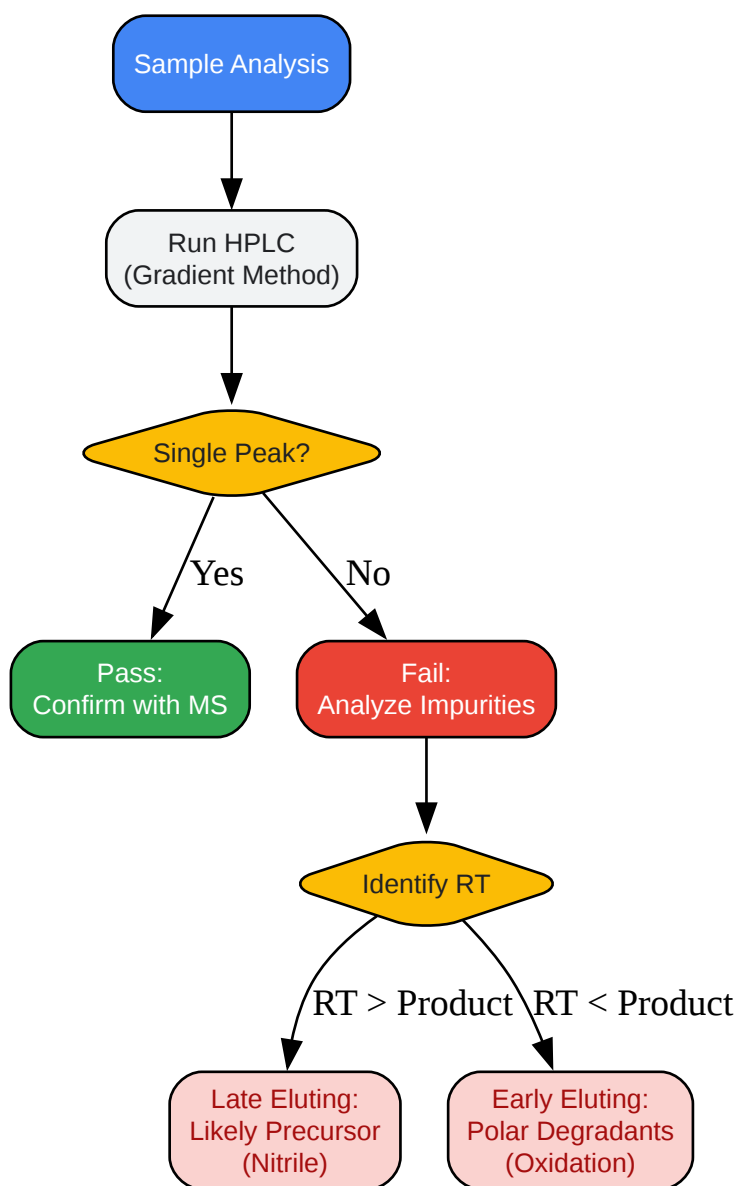 Sample Analysis
Run HPLC
(Gradient Method)
Single Peak?
Yes
No
Pass:
Confirm with MS
Fail:
Analyze Impurities
Identify RT
RT > Product
RT < Product
Late Eluting:
Likely Precursor
(Nitrile)
Early Eluting:
Polar Degradants
(Oxidation)